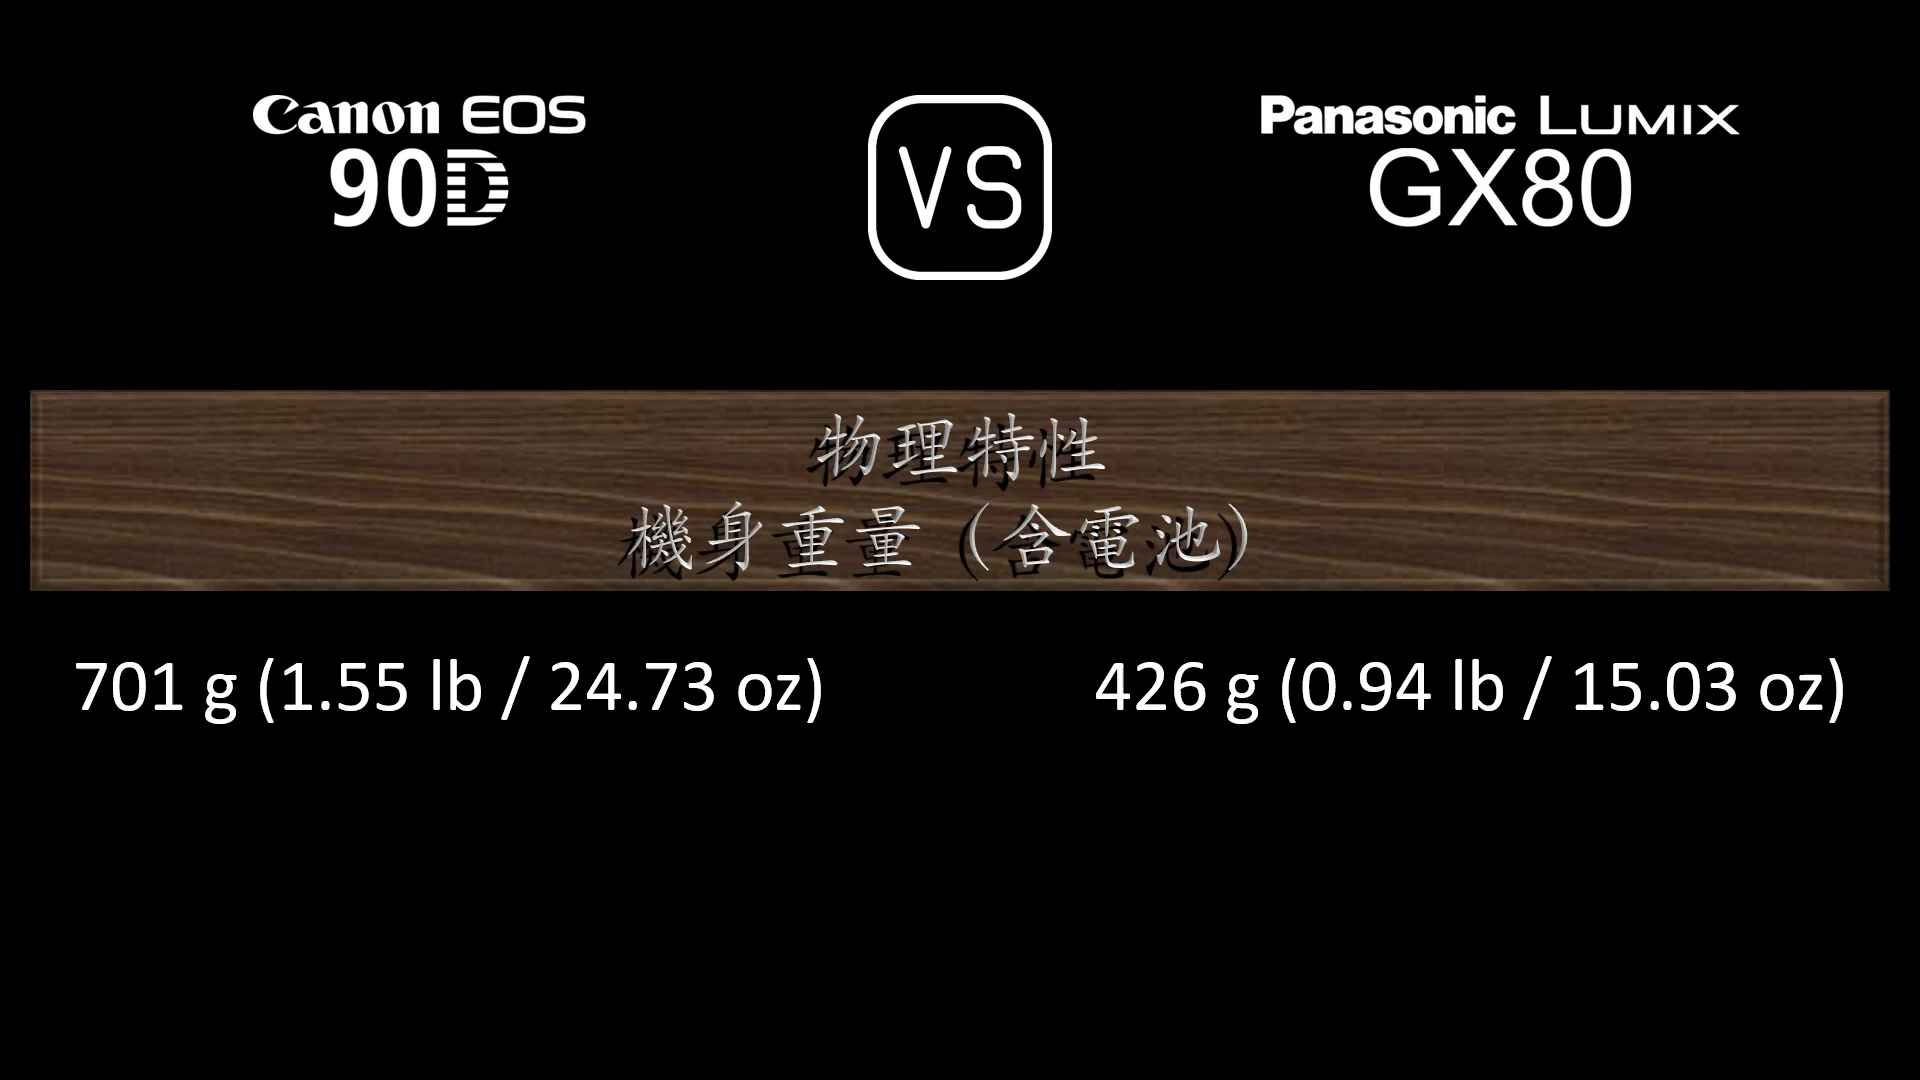 Canon EOS
90D
VS
Panasonic LUMIX
GX80
物理特性
機身重量 (含電池)
701 g (1.55 lb / 24.73 oz)
426 g (0.94 lb / 15.03 oz)